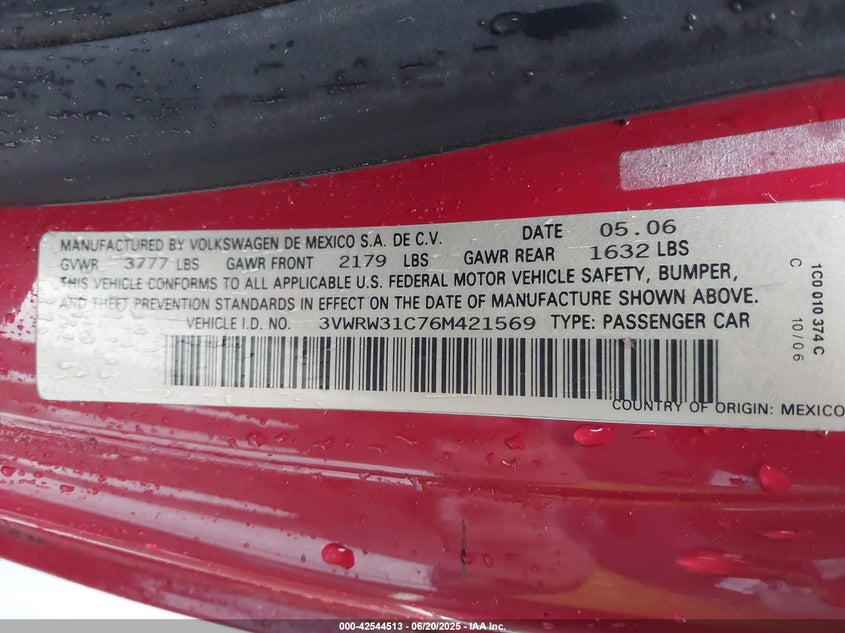 MANUFACTURED BY VOLKSWAGEN DE MEXICO S.A. DE C.V. DATE 05.06
GVWR 3777 LBS GAWR FRONT 2179 LBS GAWR REAR 1632 LBS
THIS VEHICLE CONFORMS TO ALL APPLICABLE U.S. FEDERAL MOTOR VEHICLE SAFETY, BUMPER,
AND THEFT PREVENTION STANDARDS IN EFFECT ON THE DATE OF MANUFACTURE SHOWN ABOVE.
VEHICLE I.D. NO. 3VWRW31C76M421569 TYPE: PASSENGER CAR
COUNTRY OF ORIGIN: MEXICO
1C0 010 374 C
10/06
C
000-42544513 - 06/20/2025 - IAA Inc.